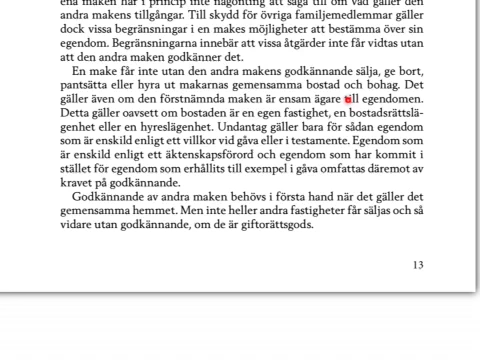 ena maken har i princip inte någonting att säga till om vad gäller den
andra makens tillgångar. Till skydd för övriga familjemedlemmar gäller
dock vissa begränsningar i en makes möjligheter att bestämma över sin
egendom. Begränsningarna innebär att vissa åtgärder inte får vidtas utan
att den andra maken godkänner det.
En make får inte utan den andra makens godkännande sälja, ge bort,
pantsätta eller hyra ut makarnas gemensamma bostad och bohag. Det
gäller även om den förstnämnda maken är ensam ägare till egendomen.
Detta gäller oavsett om bostaden är en egen fastighet, en bostadsrättslä-
genhet eller en hyreslägenhet. Undantag gäller bara för sådan egendom
som är enskild enligt ett villkor vid gåva eller i testamente. Egendom som
är enskild enligt ett äktenskapsförord och egendom som har kommit i
stället för egendom som erhållits till exempel i gåva omfattas däremot av
kravet på godkännande.
Godkännande av andra maken behövs i första hand när det gäller det
gemensamma hemmet. Men inte heller andra fastigheter får säljas och så
vidare utan godkännande, om de är giftorättsgods.
13